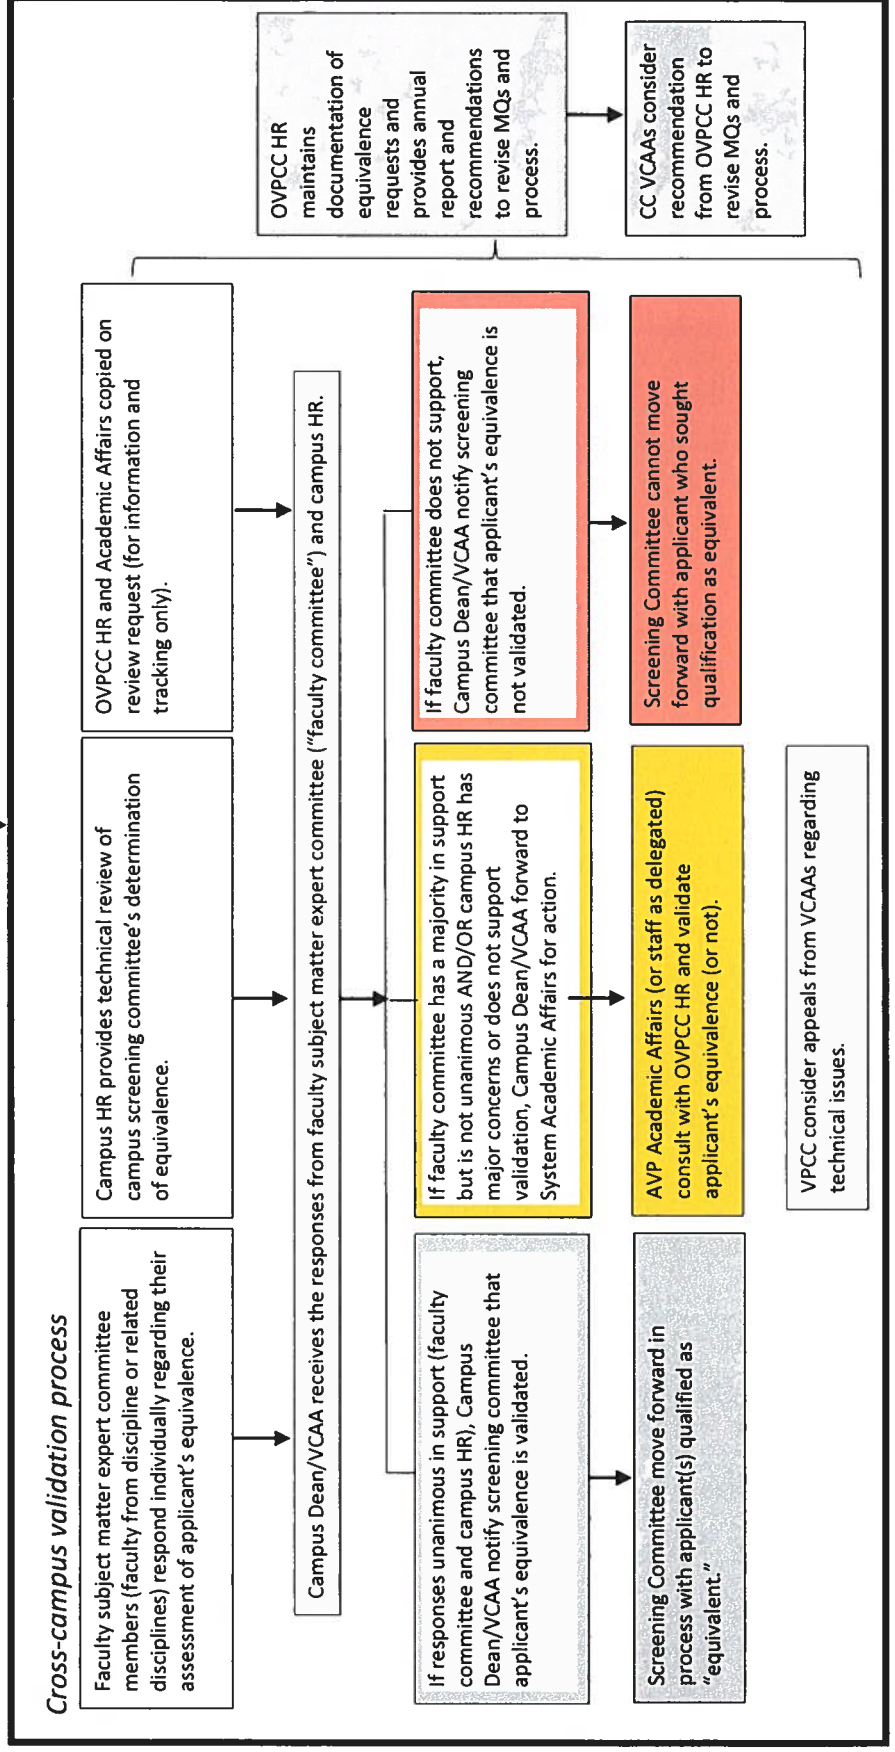 Cross-campus validation process
Faculty subject matter expert committee
members (faculty from discipline or related
disciplines) respond individually regarding their
assessment of applicant's equivalence.
Campus HR provides technical review of
campus screening committee's determination
of equivalence.
OVPCC HR and Academic Affairs copied on
review request (for information and
tracking only).
Campus Dean/VCAA receives the responses from faculty subject matter expert committee ("faculty committee") and campus HR.
If responses unanimous in support (faculty
committee and campus HR), Campus
Dean/VCAA notify screening committee that
applicant's equivalence is validated.
If faculty committee has a majority in support
but is not unanimous AND/OR campus HR has
major concerns or does not support
validation, Campus Dean/VCAA forward to
System Academic Affairs for action.
If faculty committee does not support,
Campus Dean/VCAA notify screening
committee that applicant's equivalence is
not validated.
Screening Committee move forward in
process with applicant(s) qualified as
"equivalent."
AVP Academic Affairs (or staff as delegated)
consult with OVPCC HR and validate
applicant's equivalence (or not).
Screening Committee cannot move
forward with applicant who sought
qualification as equivalent.
VPCC consider appeals from VCAAs regarding
technical issues.
OVPCC HR
maintains
documentation of
equivalence
requests and
provides annual
report and
recommendations
to revise MQs and
process.
CC VCAAs consider
recommendation
from OVPCC HR to
revise MQs and
process.